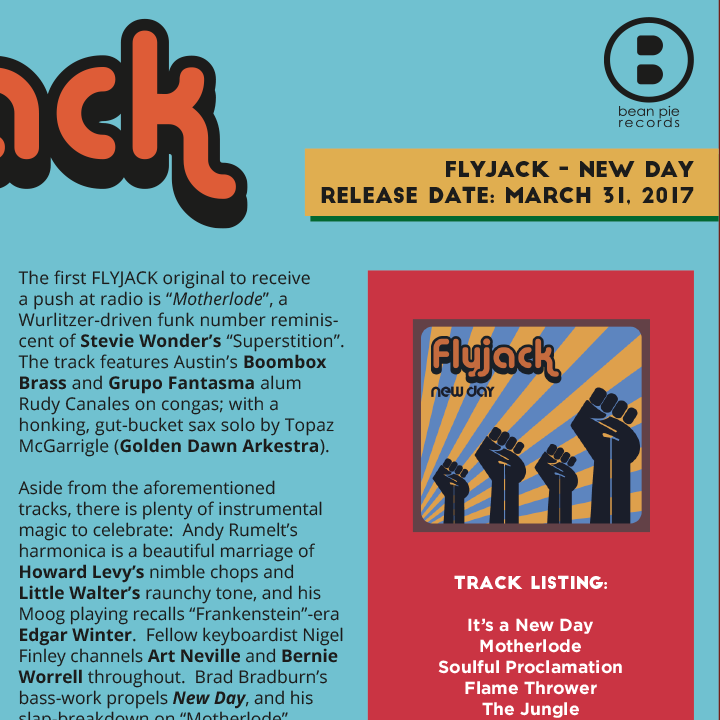 ack
B
bean pie
records
FLYJACK - NEW DAY
RELEASE DATE: MARCH 31, 2017
The first FLYJACK original to receive
a push at radio is “Motherlode”, a
Wurlitzer-driven funk number reminis-
cent of Stevie Wonder’s “Superstition”.
The track features Austin’s Boombox
Brass and Grupo Fantasma alum
Rudy Canales on congas; with a
honking, gut-bucket sax solo by Topaz
McGarrigle (Golden Dawn Arkestra).
Aside from the aforementioned
tracks, there is plenty of instrumental
magic to celebrate:  Andy Rumelt’s
harmonica is a beautiful marriage of
Howard Levy’s nimble chops and
Little Walter’s raunchy tone, and his
Moog playing recalls “Frankenstein”-era
Edgar Winter.  Fellow keyboardist Nigel
Finley channels Art Neville and Bernie
Worrell throughout.  Brad Bradburn’s
bass-work propels New Day, and his
slap-breakdown on “Motherlode”
Flyjack
new day
TRACK LISTING:
It’s a New Day
Motherlode
Soulful Proclamation
Flame Thrower
The Jungle